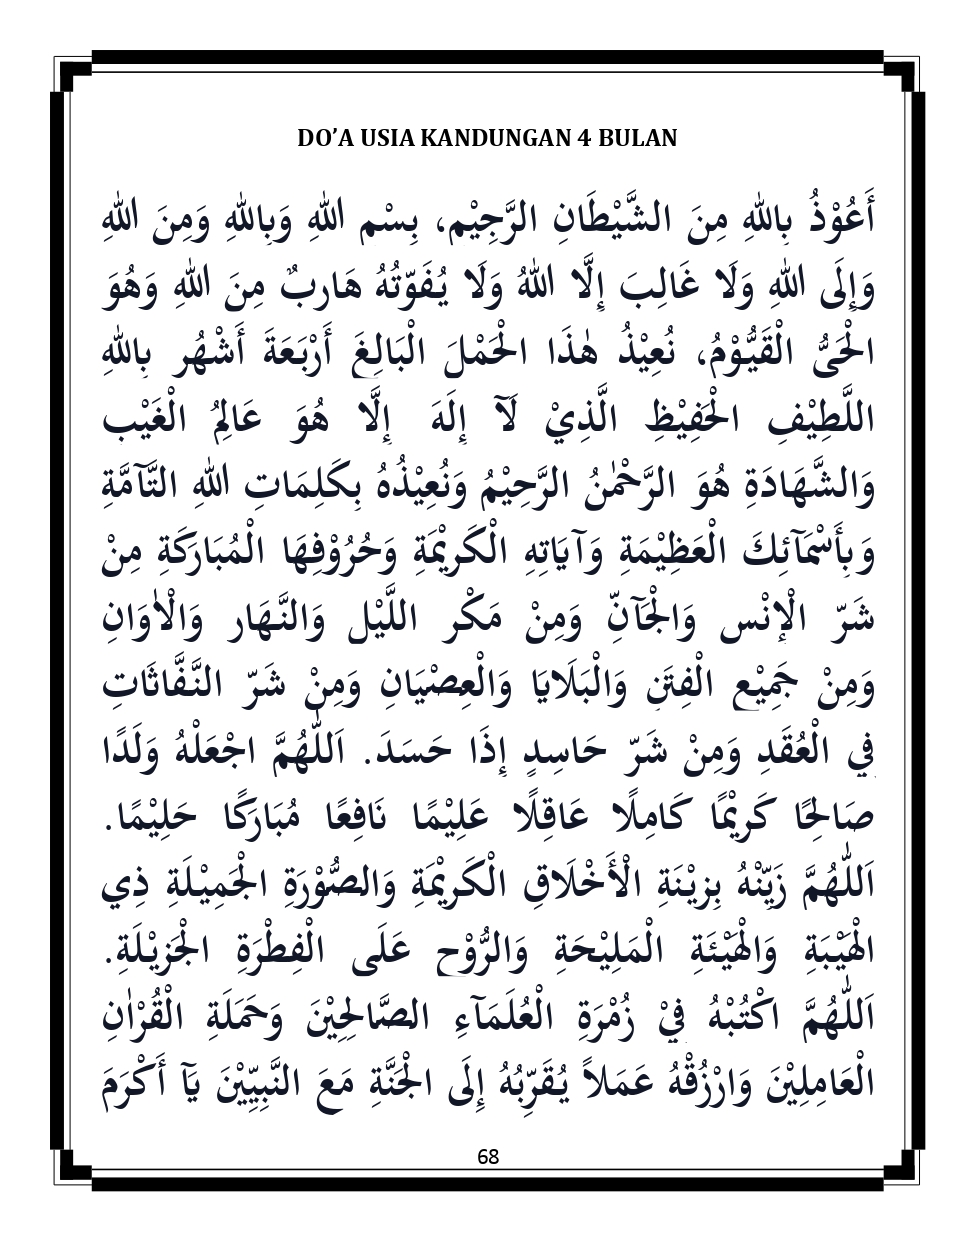 DO’A USIA KANDUNGAN 4 BULAN
أَعُوْذُ بِاللهِ مِنَ الشَّيْطَانِ الرَّجِيْمِ، بِسْمِ اللهِ وَبِاللهِ وَمِنَ اللهِ
وَإِلَى اللهِ وَلَا غَالِبَ إِلَّا اللهُ وَلَا يُفَوِّتُهُ هَارِبٌ مِنَ اللهِ وَهُوَ
الْحَيُّ الْقَيُّوْمُ، نُعِيْذُ هٰذَا الْحَمْلَ الْبَالِغَ أَرْبَعَةَ أَشْهُرٍ بِاللهِ
اللَّطِيْفِ الْحَفِيْظِ الَّذِيْ لَآ إِلَهَ إِلَّا هُوَ عَالِمُ الْغَيْبِ
وَالشَّهَادَةِ هُوَ الرَّحْمٰنُ الرَّحِيْمُ وَنُعِيْذُهُ بِكَلِمَاتِ اللهِ التَّآمَّةِ
وَبِأَسْمَآئِكَ الْعَظِيْمَةِ وَآيَاتِهِ الْكَرِيْمَةِ وَحُرُوْفِهَا الْمُبَارَكَةِ مِنْ
شَرِّ الْإِنْسِ وَالْجَآنِّ وَمِنْ مَكْرِ اللَّيْلِ وَالنَّهَارِ وَالْاٰوَانِ
وَمِنْ جَمِيْعِ الْفِتَنِ وَالْبَلَايَا وَالْعِصْيَانِ وَمِنْ شَرِّ النَّفَّاثَاتِ
فِي الْعُقَدِ وَمِنْ شَرِّ حَاسِدٍ إِذَا حَسَدَ. اَللّٰهُمَّ اجْعَلْهُ وَلَدًا
صَالِحًا كَرِيْمًا كَامِلًا عَاقِلًا عَلِيْمًا نَافِعًا مُبَارَكًا حَلِيْمًا.
اَللّٰهُمَّ زَيِّنْهُ بِزِيْنَةِ الْأَخْلَاقِ الْكَرِيْمَةِ وَالصُّوْرَةِ الْجَمِيْلَةِ ذِي
الْهَيْبَةِ وَالْهَيْئَةِ الْمَلِيْحَةِ وَالرُّوْحِ عَلَى الْفِطْرَةِ الْجَزِيْلَةِ.
اَللّٰهُمَّ اكْتُبْهُ فِيْ زُمْرَةِ الْعُلَمَآءِ الصَّالِحِيْنَ وَحَمَلَةِ الْقُرْاٰنِ
الْعَامِلِيْنَ وَارْزُقْهُ عَمَلاً يُقَرِّبُهُ إِلَى الْجَنَّةِ مَعَ النَّبِيِّيْنَ يَآ أَكْرَمَ
68